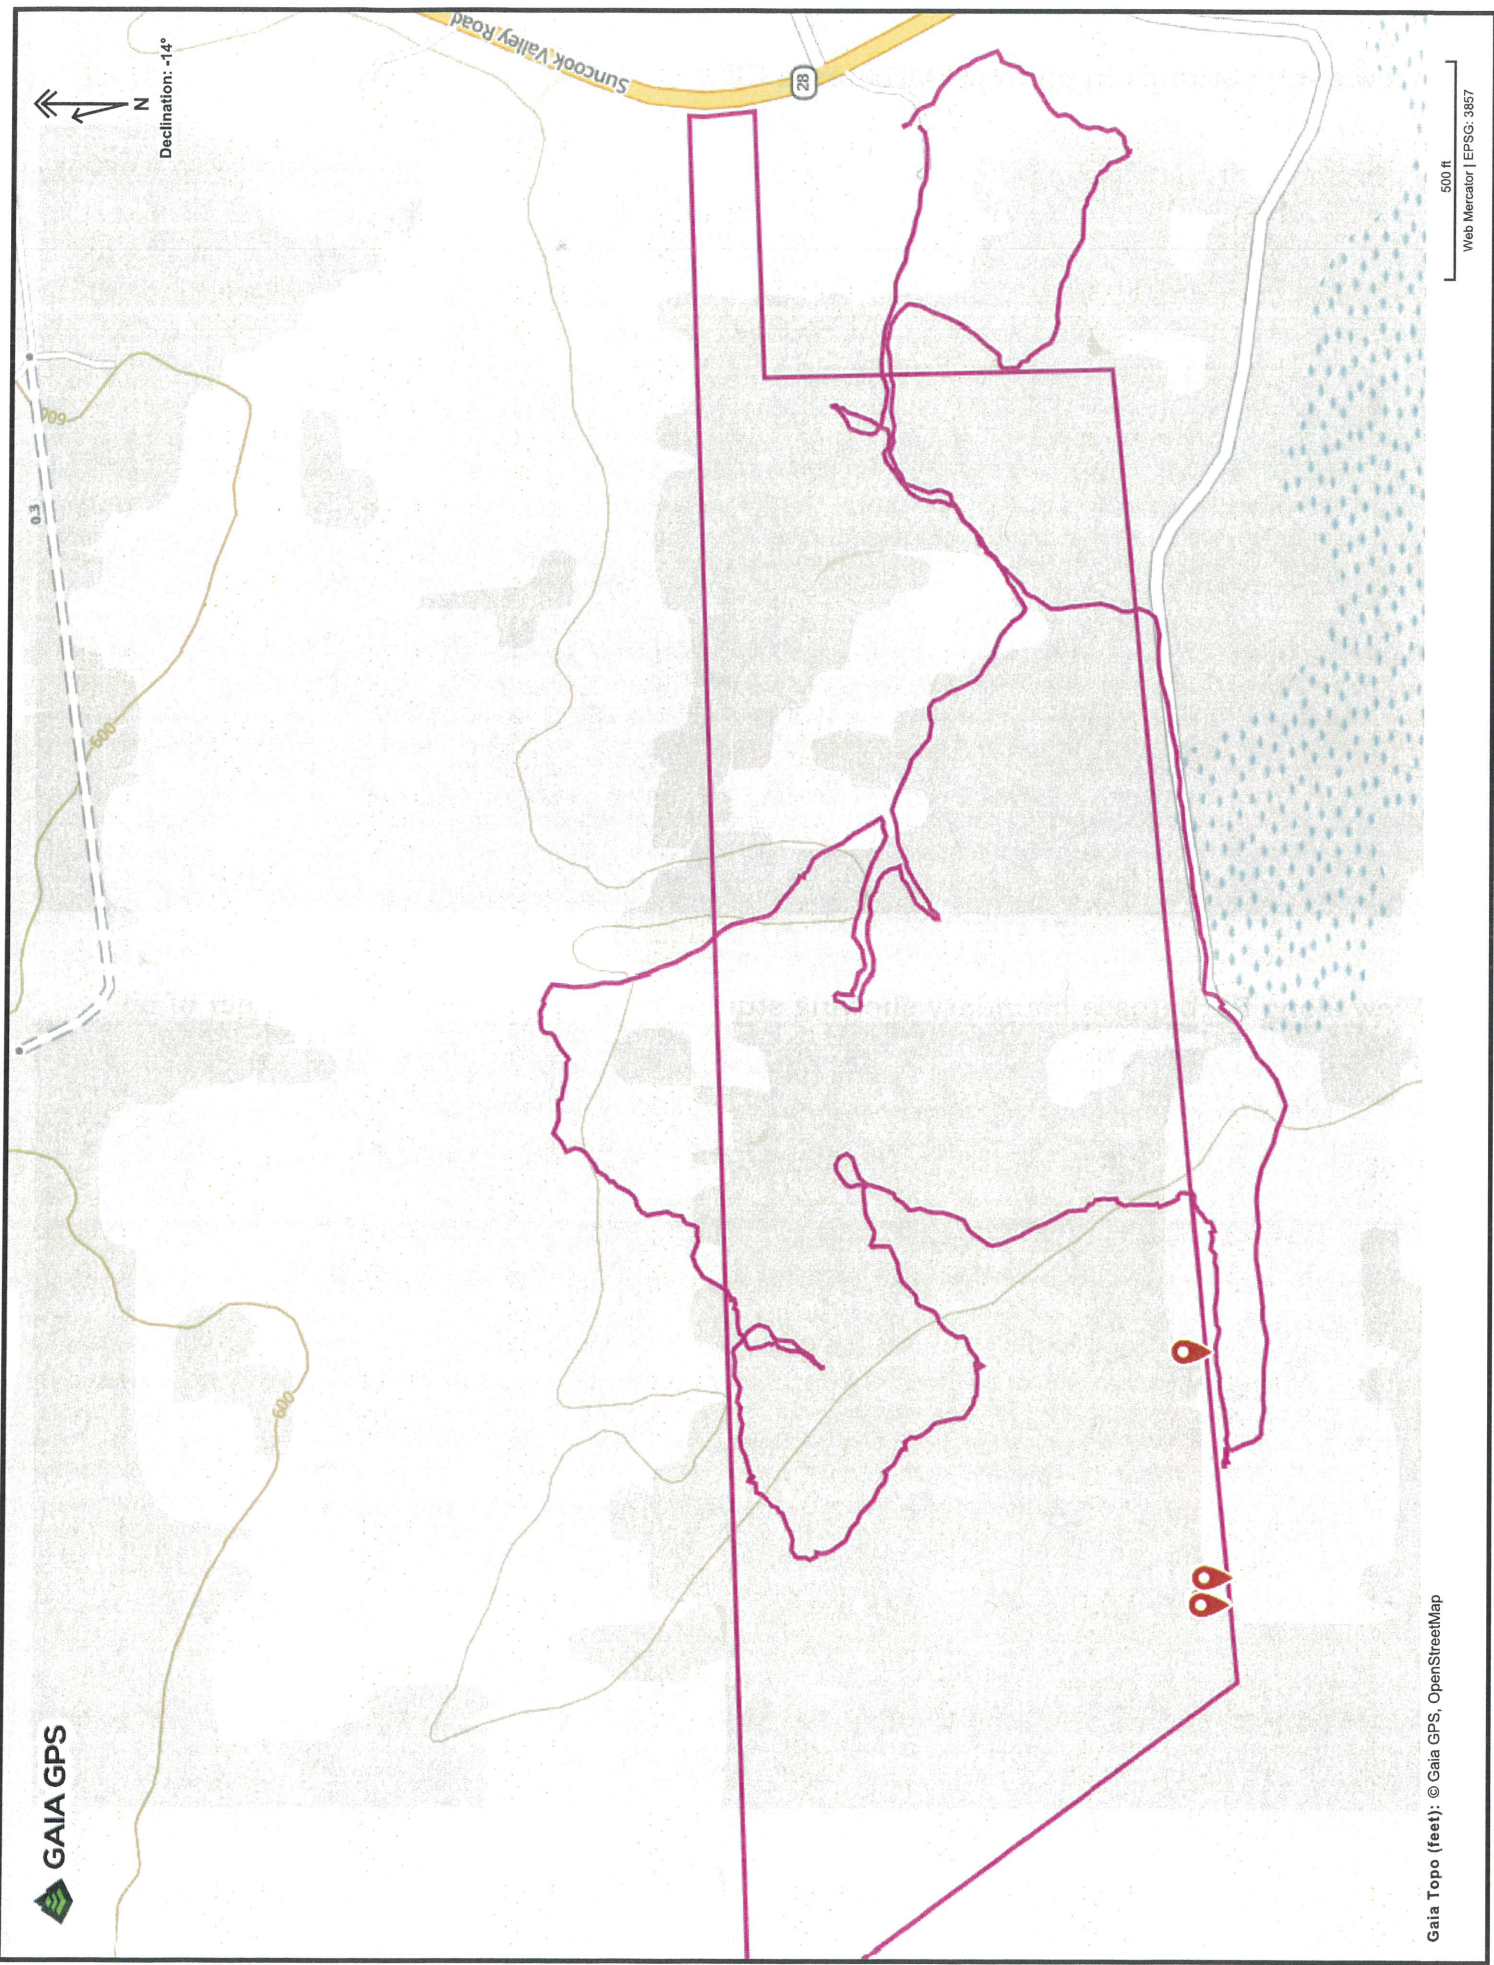 GAIA GPS
N
Declination: -14°
Suncook Valley Road
28
0.3
600
600
600
500 ft
Web Mercator | EPSG: 3857
Gaia Topo (feet): © Gaia GPS, OpenStreetMap